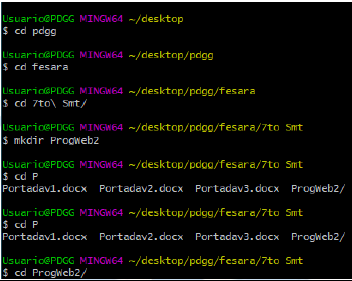 Usuario@PDGG MINGW64 ~/desktop
$ cd pdgg
Usuario@PDGG MINGW64 ~/desktop/pdgg
$ cd fesara
Usuario@PDGG MINGW64 ~/desktop/pdgg/fesara
$ cd 7to\ Smt/
Usuario@PDGG MINGW64 ~/desktop/pdgg/fesara/7to Smt
$ mkdir ProgWeb2
Usuario@PDGG MINGW64 ~/desktop/pdgg/fesara/7to Smt
$ cd P
Portadav1.docx Portadav2.docx Portadav3.docx ProgWeb2/
Usuario@PDGG MINGW64 ~/desktop/pdgg/fesara/7to Smt
$ cd P
Portadav1.docx Portadav2.docx Portadav3.docx ProgWeb2/
Usuario@PDGG MINGW64 ~/desktop/pdgg/fesara/7to Smt
$ cd ProgWeb2/